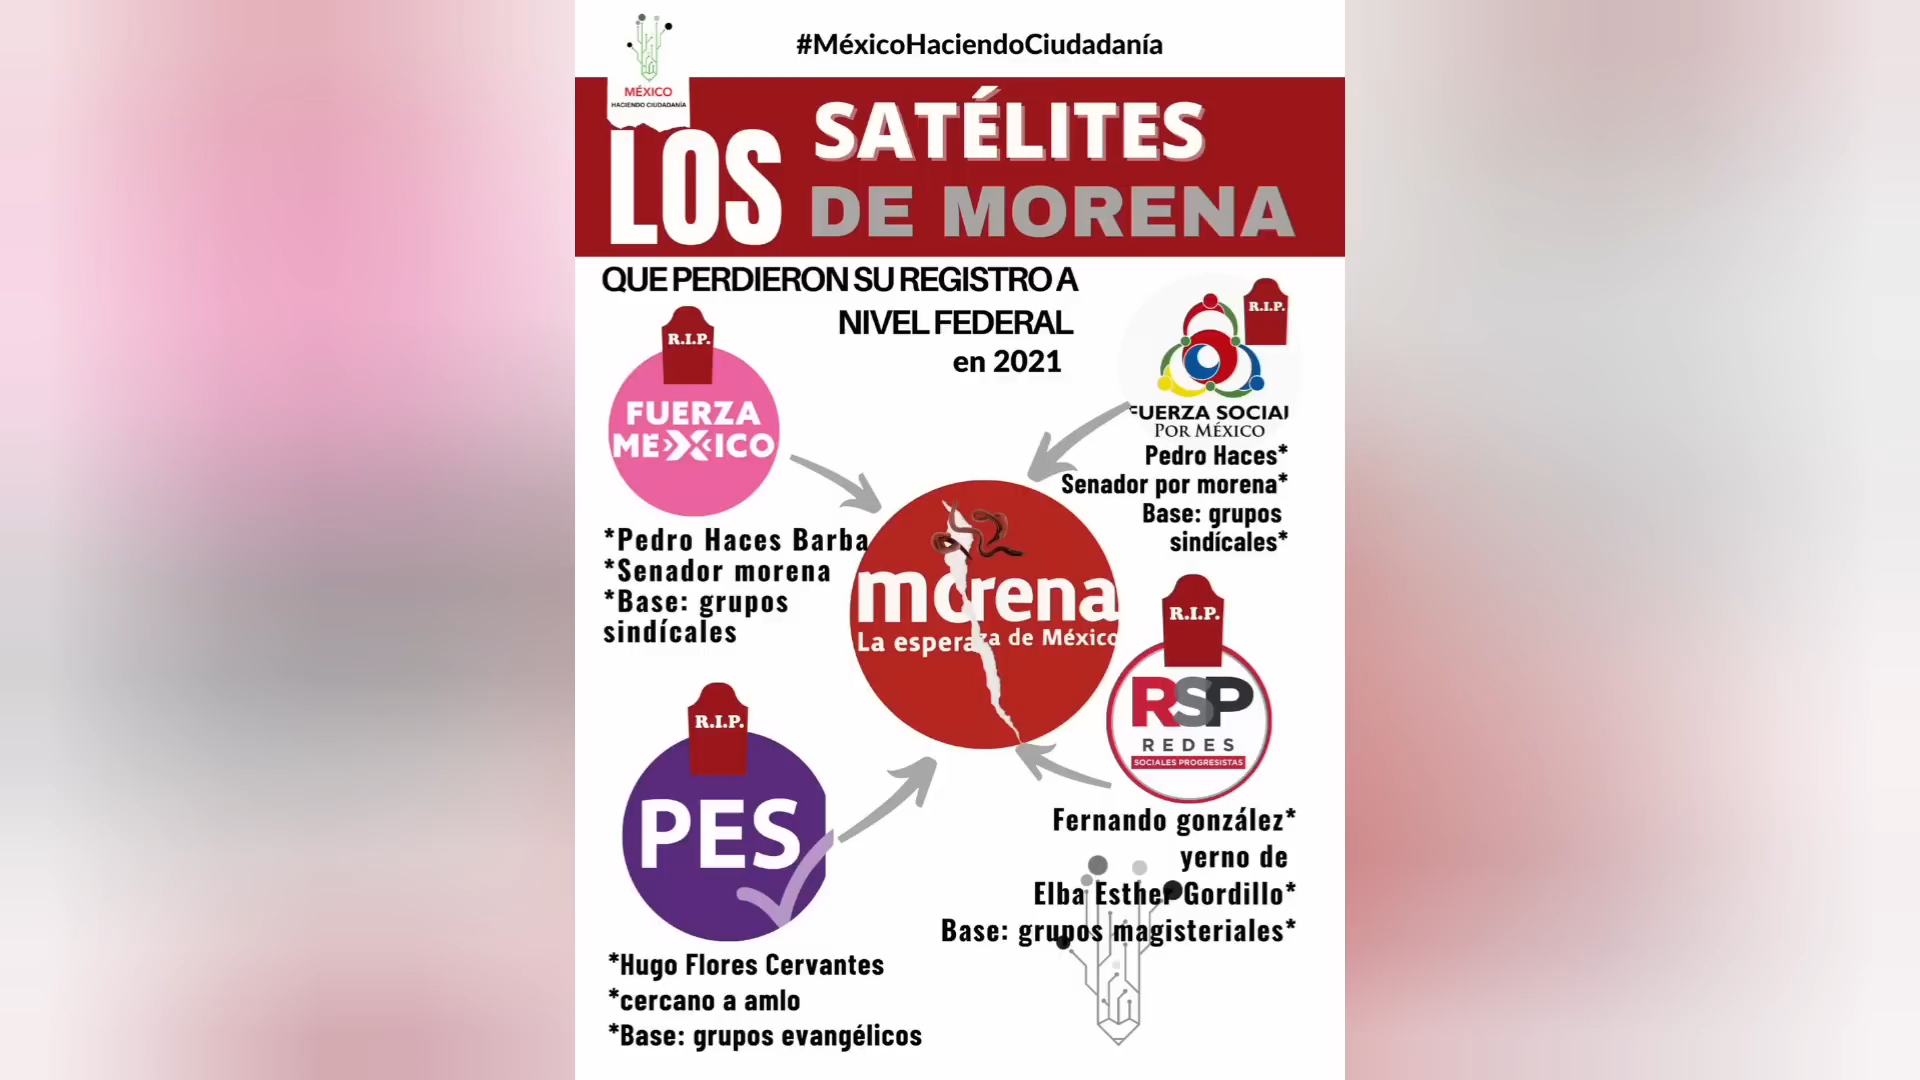 #MéxicoHaciendoCiudadanía
MÉXICO
HACIENDO CIUDADANÍA
LOS
SATÉLITES
DE MORENA
QUE PERDIERON SU REGISTRO A
NIVEL FEDERAL
en 2021
R.I.P.
FUERZA
MEXICO
*Pedro Haces Barba
*Senador morena
*Base: grupos
sindícales
R.I.P.
FUERZA SOCIAL
POR MÉXICO
Pedro Haces*
Senador por morena*
Base: grupos
sindícales*
morena
La esperaza de México
R.I.P.
RSP
REDES
SOCIALES PROGRESISTAS
Fernando gonzález*
yerno de
Elba Esther Gordillo*
Base: grupos magisteriales*
R.I.P.
PES
*Hugo Flores Cervantes
*cercano a amlo
*Base: grupos evangélicos